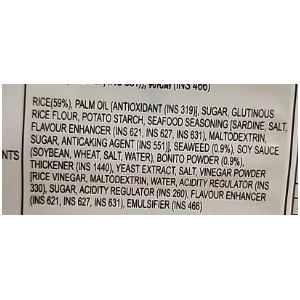 (INS 466)
RICE(59%), PALM OIL [ANTIOXIDANT (INS 319)], SUGAR, GLUTINOUS
RICE FLOUR, POTATO STARCH, SEAFOOD SEASONING [SARDINE, SALT,
FLAVOUR ENHANCER (INS 621, INS 627, INS 631), MALTODEXTRIN,
SUGAR, ANTICAKING AGENT (INS 551)], SEAWEED (0.9%), SOY SAUCE
NTS
(SOYBEAN, WHEAT, SALT, WATER), BONITO POWDER (0.9%),
THICKENER (INS 1440), YEAST EXTRACT, SALT, VINEGAR POWDER
[RICE VINEGAR, MALTODEXTRIN, WATER, ACIDITY REGULATOR (INS
330), SUGAR, ACIDITY REGULATOR (INS 260), FLAVOUR ENHANCER
(INS 621, INS 627, INS 631), EMULSIFIER (INS 466)